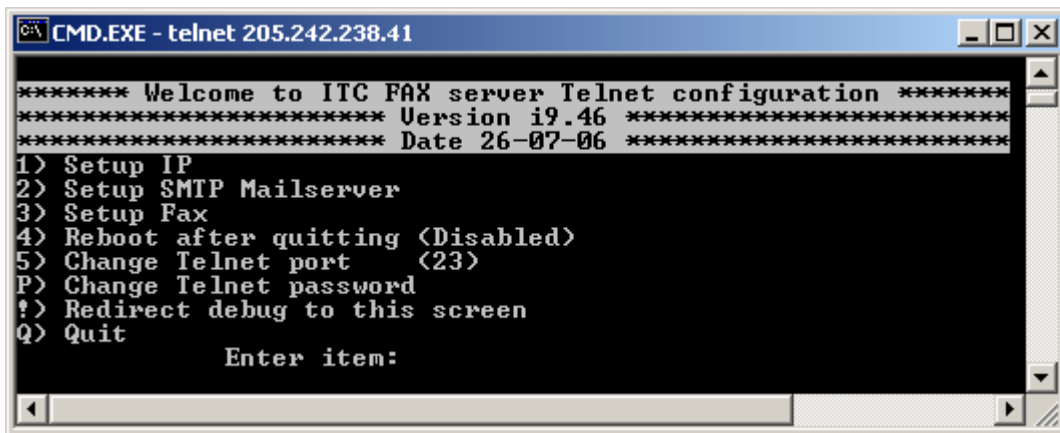 CMD.EXE - telnet 205.242.238.41
******* Welcome to ITC FAX server Telnet configuration *******
************************ Version i9.46 *************************
************************ Date 26-07-06 *************************
1) Setup IP
2) Setup SMTP Mailserver
3) Setup Fax
4) Reboot after quitting (Disabled)
5) Change Telnet port (23)
P) Change Telnet password
!) Redirect debug to this screen
Q) Quit
Enter item: